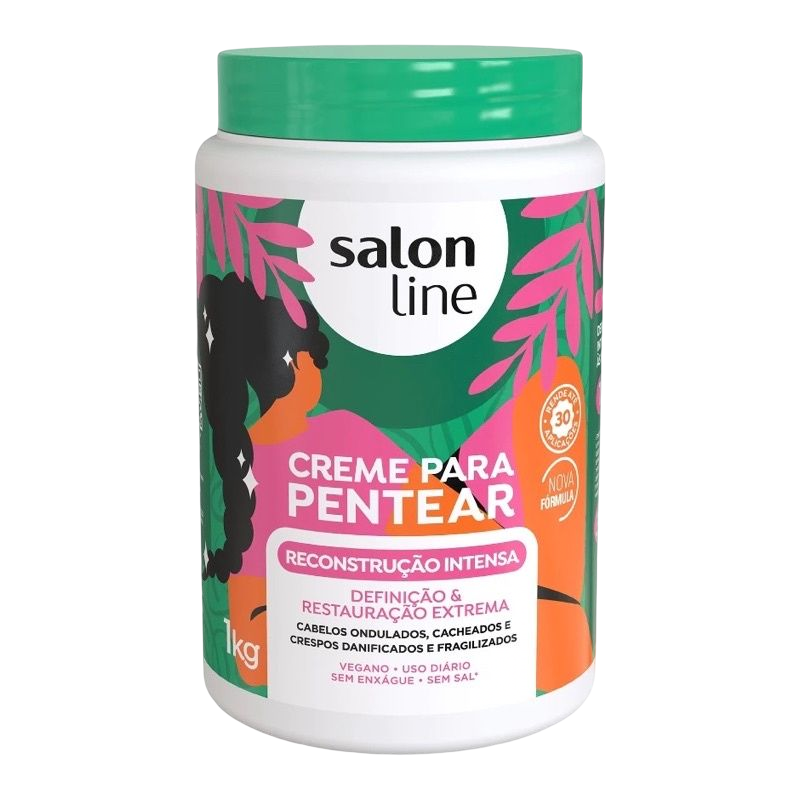 salon
line
RENDE ATÉ
30
APLICAÇÕES
NOVA
FÓRMULA
CREME PARA
PENTEAR
RECONSTRUÇÃO INTENSA
DEFINIÇÃO &
RESTAURAÇÃO EXTREMA
CABELOS ONDULADOS, CACHEADOS E
CRESPOS DANIFICADOS E FRAGILIZADOS
1kg
VEGANO • USO DIÁRIO
SEM ENXÁGUE • SEM SAL*